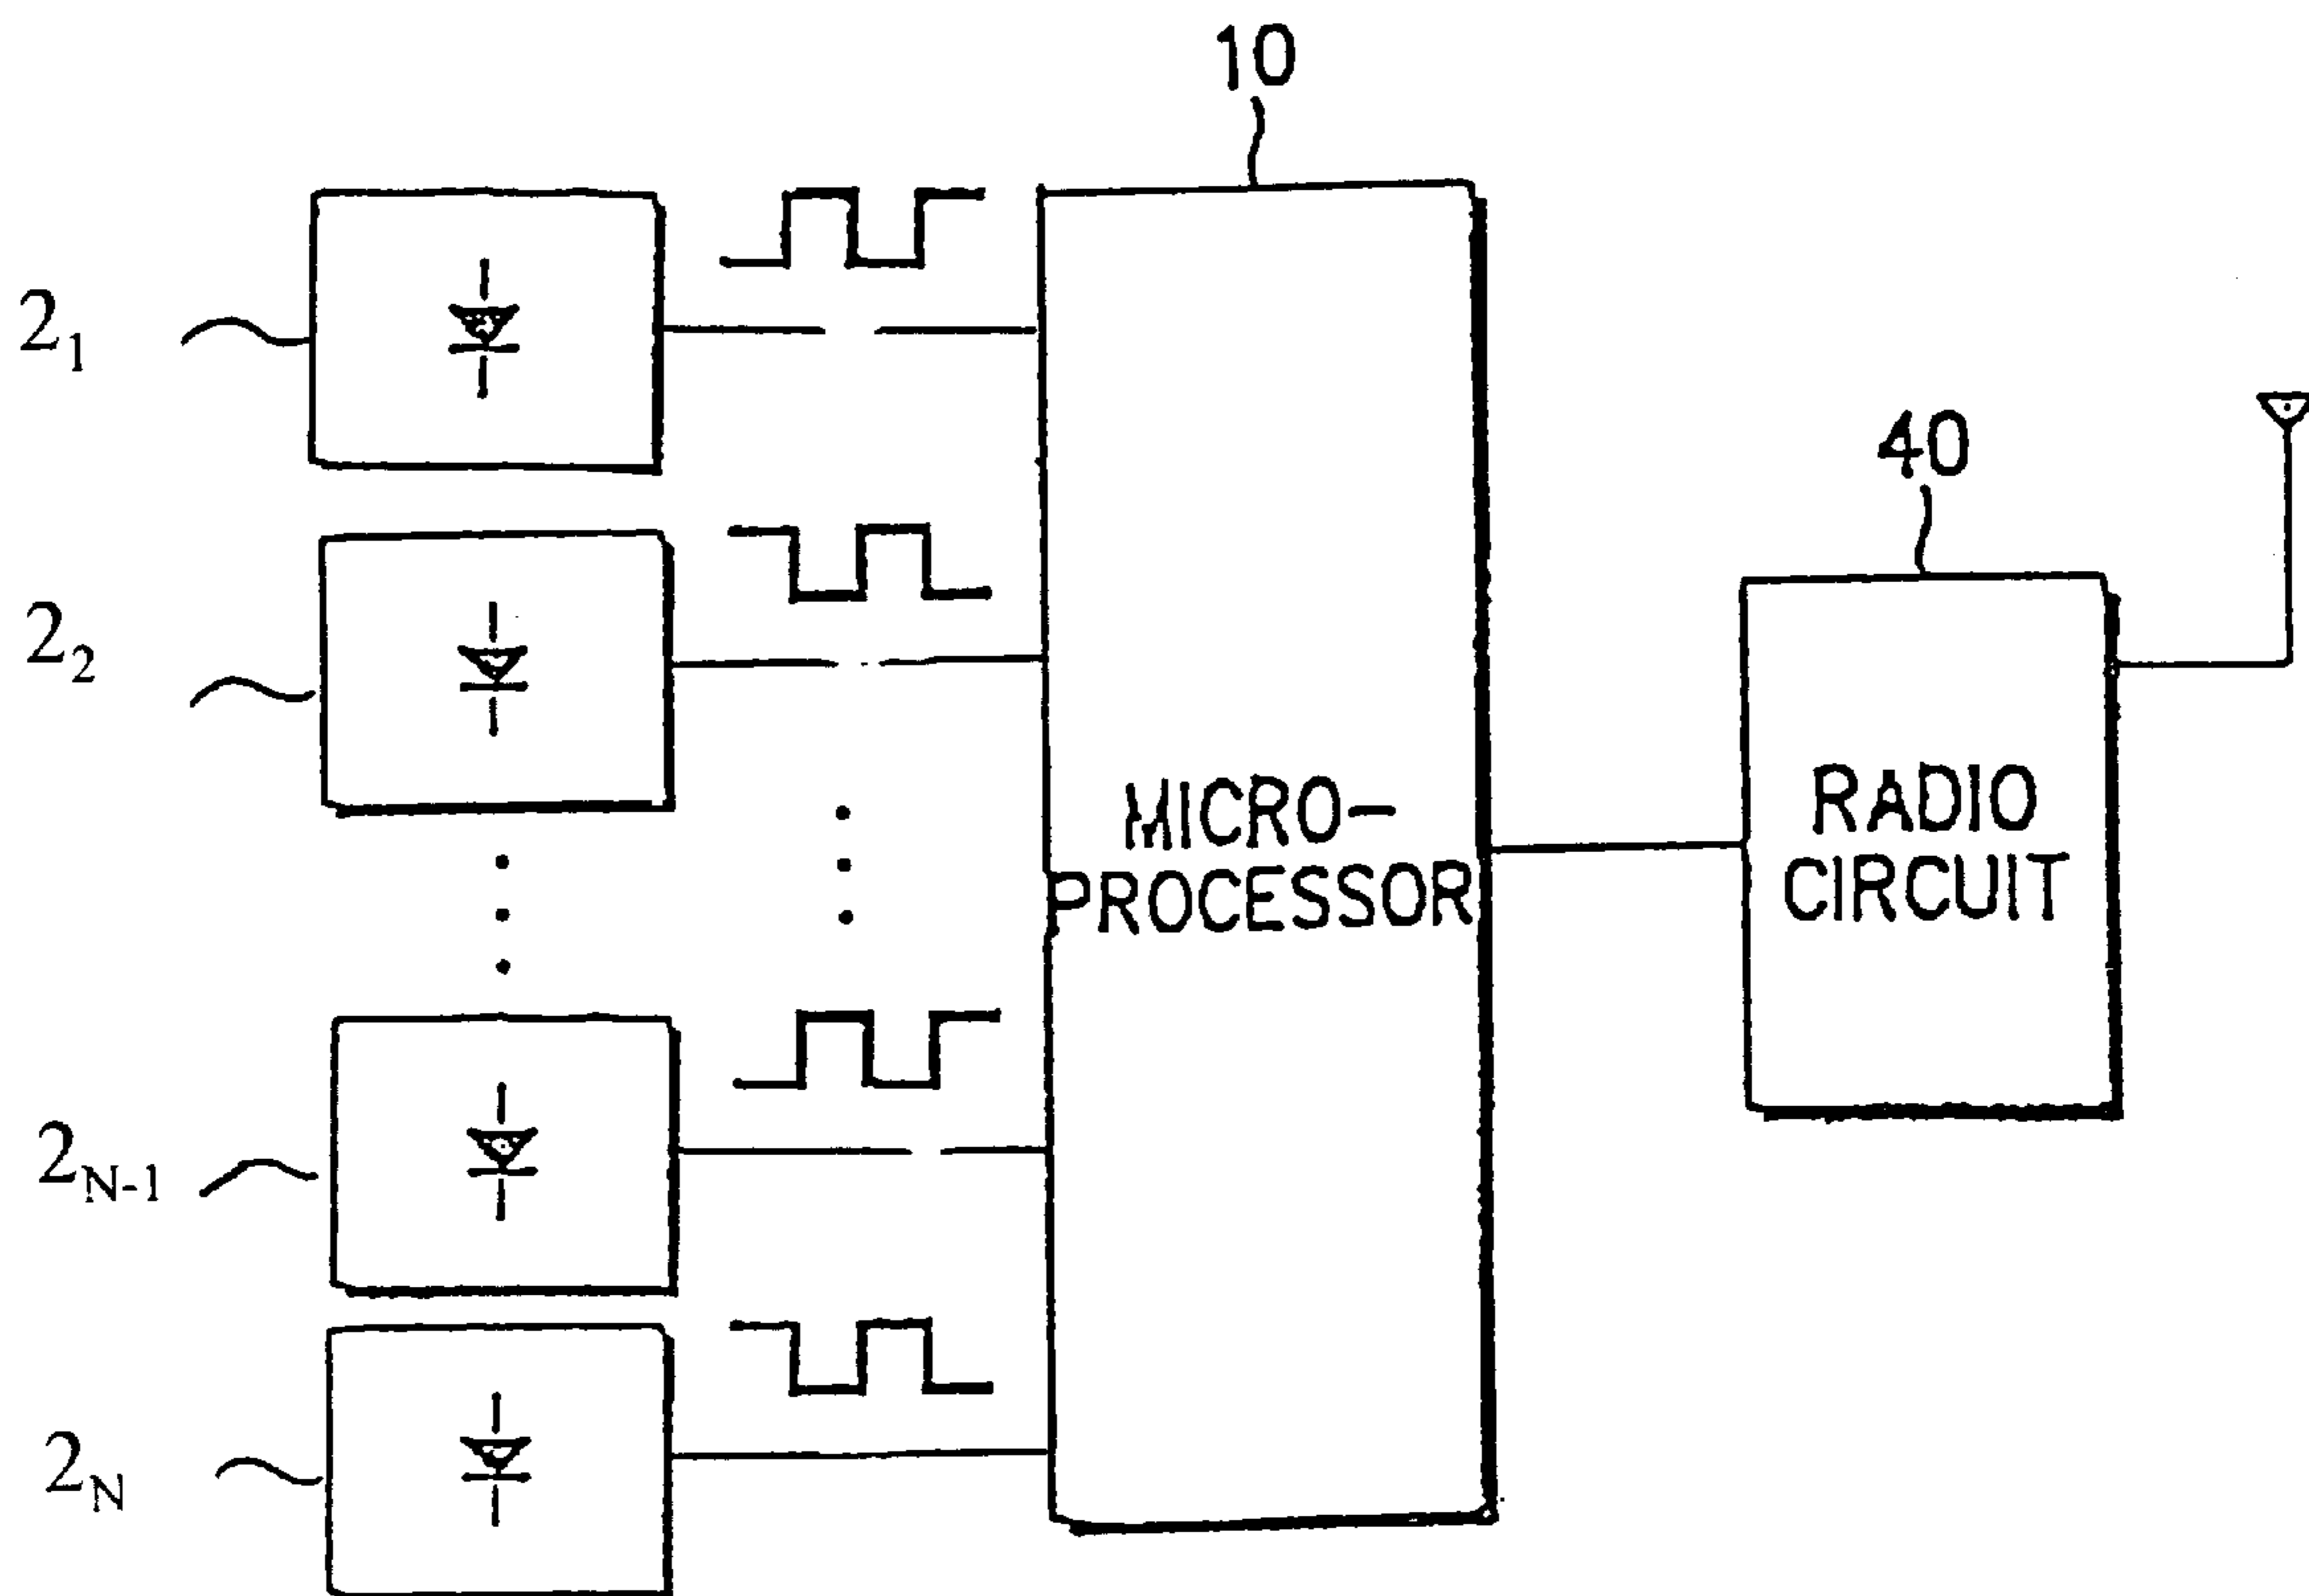 10
2₁
40
2₂
MICRO-
PROCESSOR
RADIO
CIRCUIT
2N-1
2N